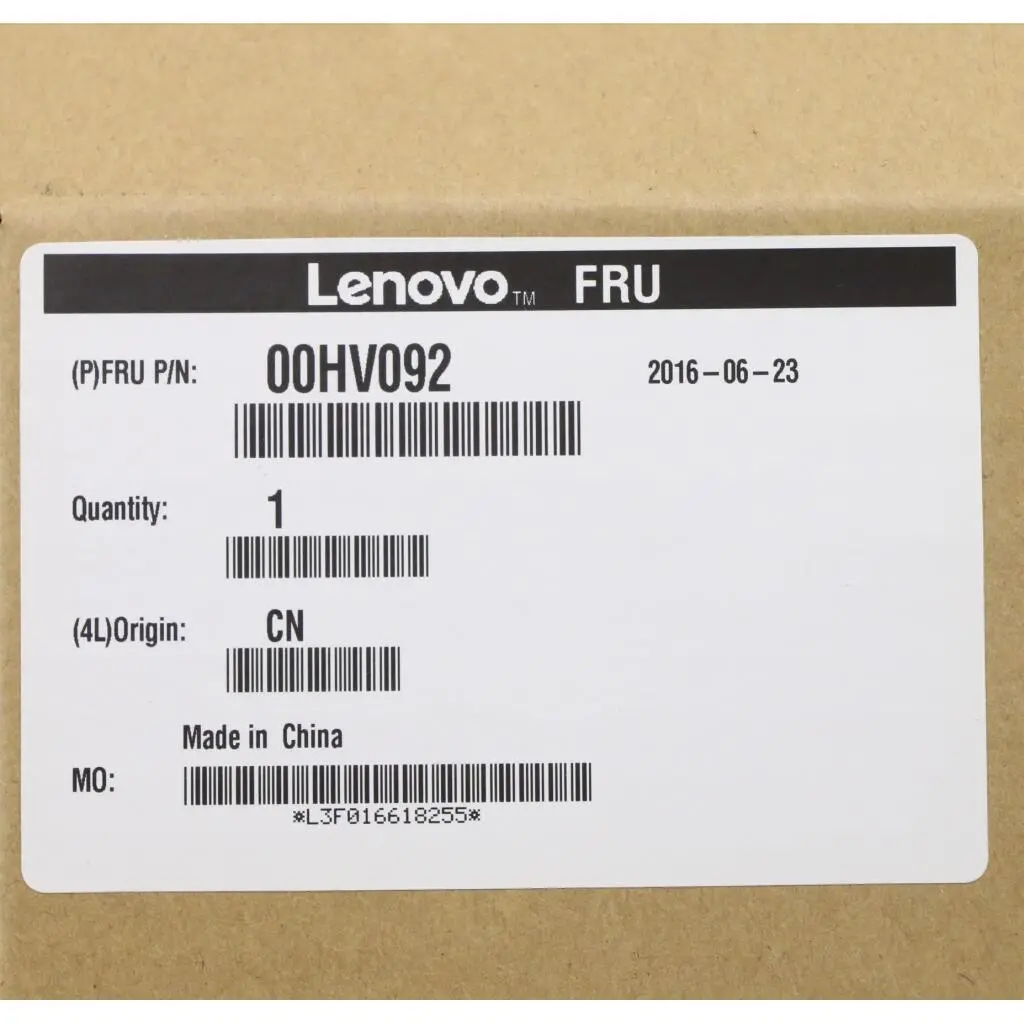 Lenovo™ FRU
(P)FRU P/N: 00HV092 2016-06-23
Quantity: 1
(4L)Origin: CN
Made in China
MO:
*L3F016618255*